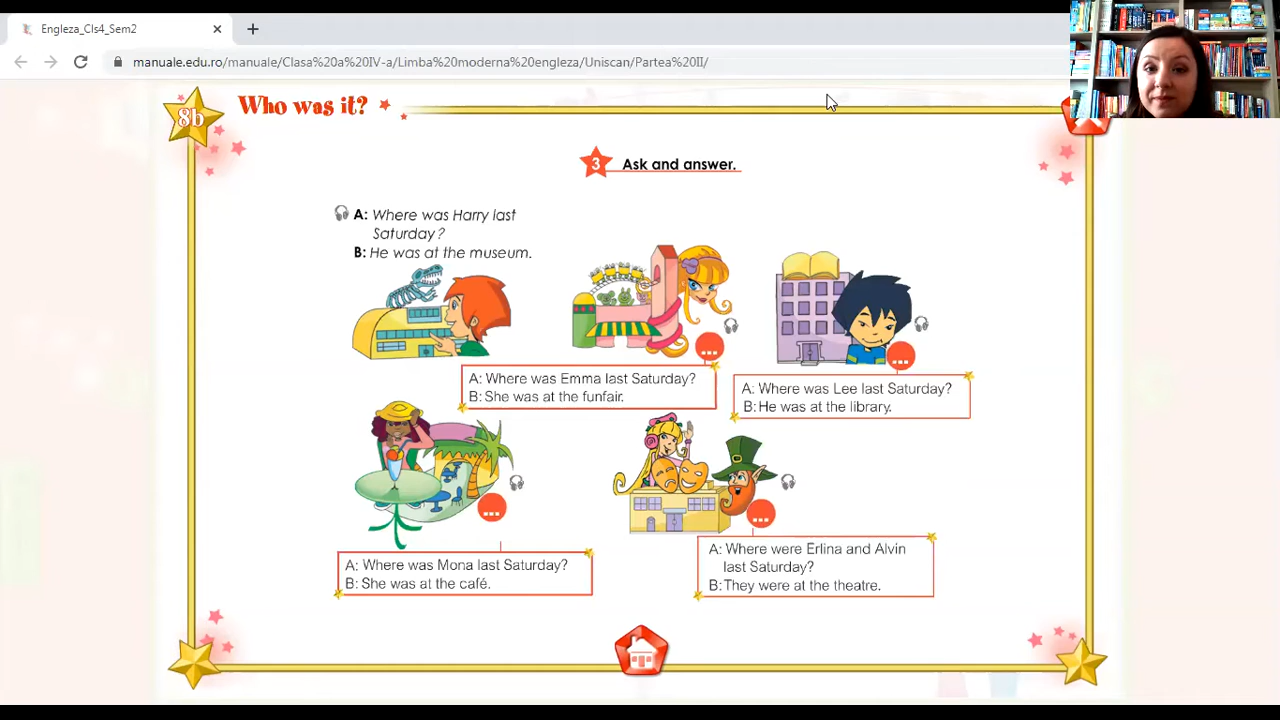 Engleza_Cls4_Sem2
manuale.edu.ro/manuale/Clasa%20a%20IV-a/Limba%20moderna%20engleza/Uniscan/Partea%20II/
8b
Who was it?
3 Ask and answer.
A: Where was Harry last
Saturday?
B: He was at the museum.
...
A: Where was Emma last Saturday?
B: She was at the funfair.
...
A: Where was Lee last Saturday?
B: He was at the library.
...
A: Where was Mona last Saturday?
B: She was at the café.
...
A: Where were Erlina and Alvin
last Saturday?
B: They were at the theatre.